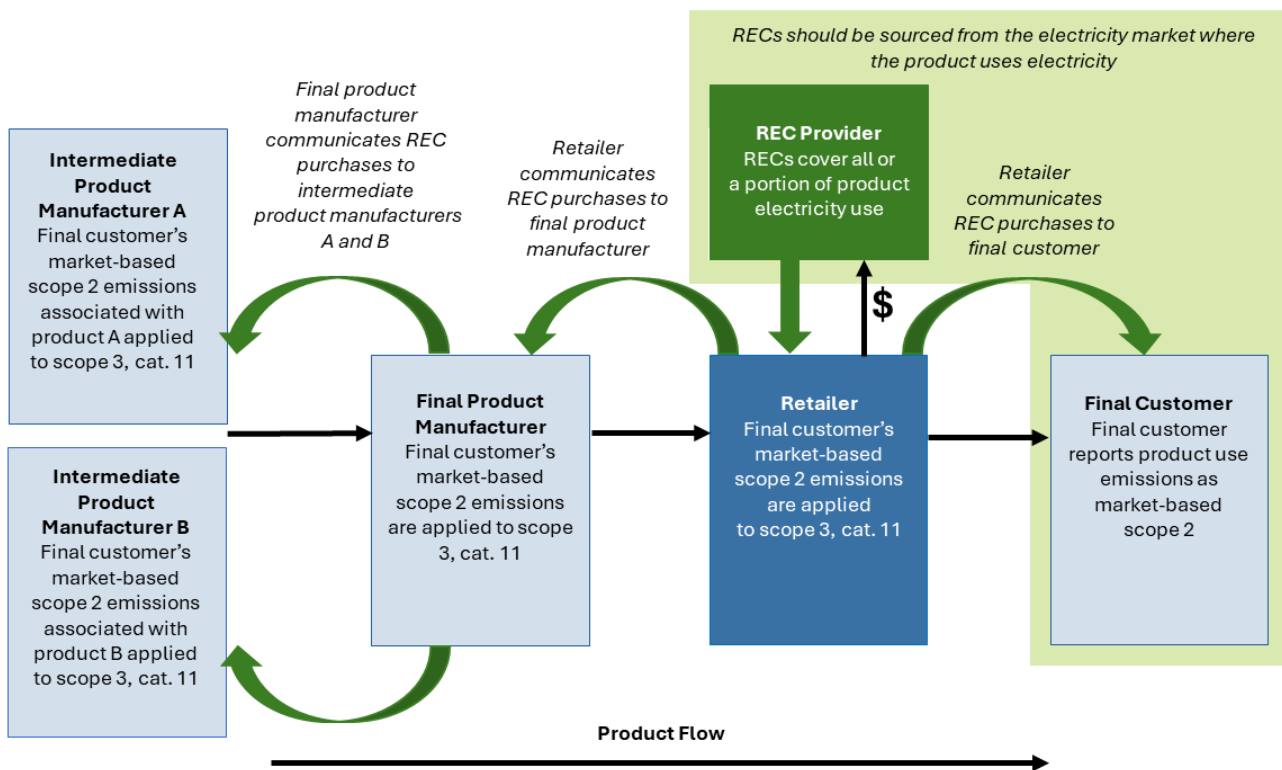 RECs should be sourced from the electricity market where
the product uses electricity
Final product
manufacturer
communicates REC
purchases to
intermediate
product manufacturers
A and B
Retailer
communicates
REC purchases to
final product
manufacturer
REC Provider
RECs cover all or
a portion of product
electricity use
Retailer
communicates
REC purchases to
final customer
$
Intermediate
Product
Manufacturer A
Final customer’s
market-based
scope 2 emissions
associated with
product A applied
to scope 3, cat. 11
Intermediate
Product
Manufacturer B
Final customer’s
market-based
scope 2 emissions
associated with
product B applied
to scope 3, cat. 11
Final Product
Manufacturer
Final customer’s
market-based
scope 2 emissions
are applied to scope
3, cat. 11
Retailer
Final customer’s
market-based
scope 2 emissions
are applied
to scope 3, cat. 11
Final Customer
Final customer
reports product use
emissions as
market-based
scope 2
Product Flow